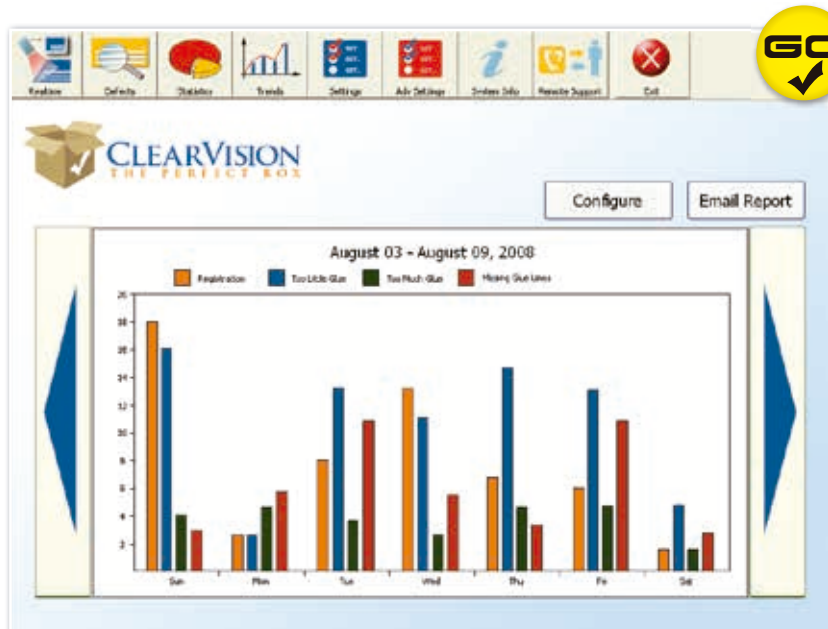 Realtime Defects Statistics Trends Settings Adv Settings System Info Remote Support Exit
CLEARVISION
THE PERFECT BOX
Configure Email Report
August 03 - August 09, 2008
Registration Too Little Glue Too Much Glue Missing Glue Lines
20
18
16
14
12
10
8
6
4
2
Sun Mon Tue Wed Thu Fri Sat